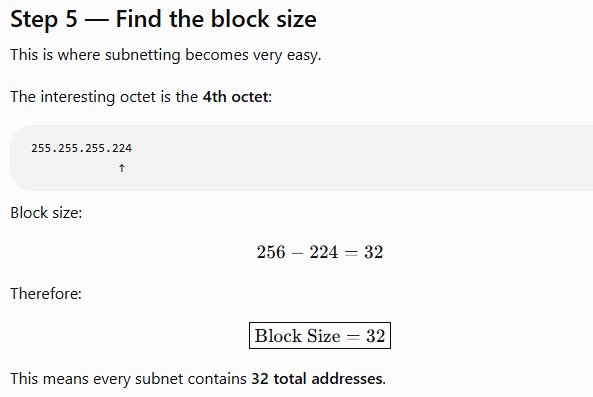 Step 5 — Find the block size
This is where subnetting becomes very easy.
The interesting octet is the 4th octet:
255.255.255.224
↑
Block size:
256 − 224 = 32
Therefore:
Block Size = 32
This means every subnet contains 32 total addresses.